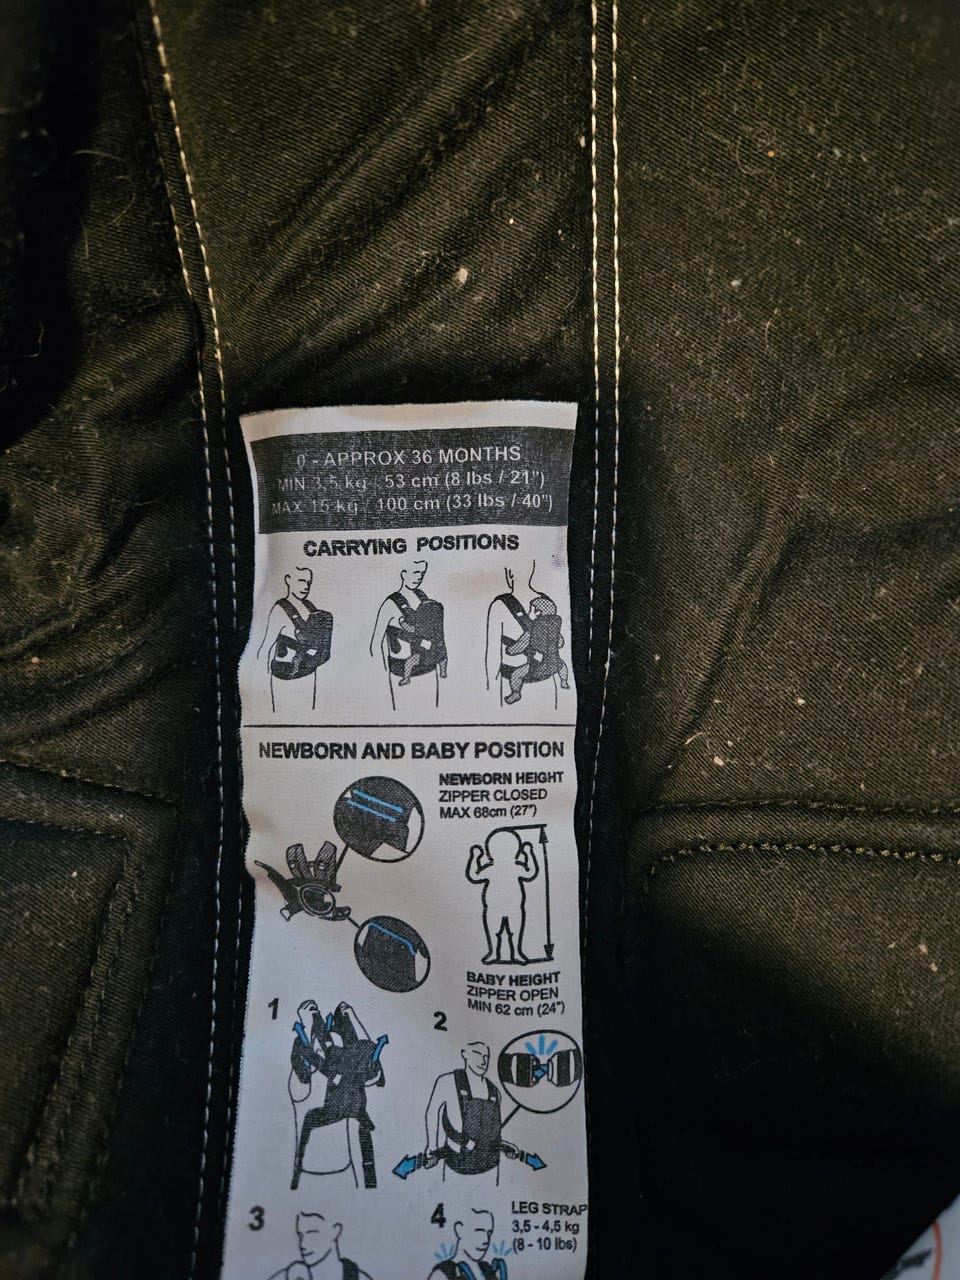 0 - APPROX 36 MONTHS
MIN 3,5 kg / 53 cm (8 lbs / 21")
MAX 15 kg / 100 cm (33 lbs / 40")
CARRYING POSITIONS
NEWBORN AND BABY POSITION
NEWBORN HEIGHT
ZIPPER CLOSED
MAX 68cm (27")
BABY HEIGHT
ZIPPER OPEN
MIN 62 cm (24")
1
2
3
4
LEG STRAP
3,5 - 4,5 kg
(8 - 10 lbs)